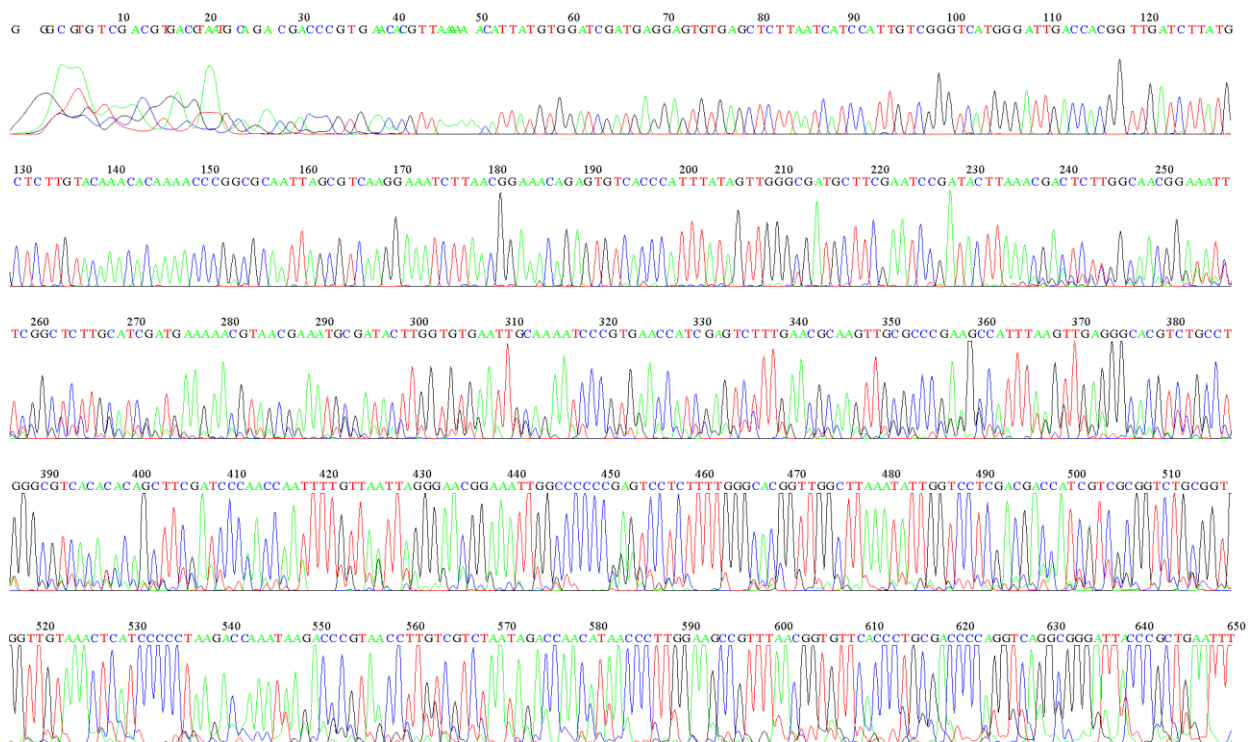 10 20 30 40 50 60 70 80 90 100 110 120
G GGC GTGTCGACGTGACGTAATGCAGACGACCCGTGAACACGTTAAAAA ACATTATGTGGATCGATGAGGAGTGTGAGCTCTTAATCATCCATTGTCGGGTCATGGGATTGACCACGGTTGATCTTATG
130 140 150 160 170 180 190 200 210 220 230 240 250
CTCTTGTACAAACACAAAACCCGGCGCAATTAGCGTCAAGGAAATCTTAACGGAAACAGAGTGTCACCCATTTATAGTTGGGCGATGCTTCGAATCCGATACTTAAACGACTCTTGGCAACGGAAATT
260 270 280 290 300 310 320 330 340 350 360 370 380
TCGGCTCTTGCATCGATGAAAAACGTAACGAAATGCGATACTTGGTGTGAATTGCAAAATCCCGTGAACCATCGAGTCTTTGAACGCAAGTTGCGCCCGAAGCCATTTAAGTTGAGGGCACGTCTGCCT
390 400 410 420 430 440 450 460 470 480 490 500 510
GGGCGTCACACACAGCTTCGATCCCAACCAATTTTGTTAATTAGGGAACGGAAATTGGCCCCCCGAGTCCTCTTTTGGGCACGGTTGGCTTAAATATTGGTCCTCGACGACCATCGTCGCGGTCTGCGGT
520 530 540 550 560 570 580 590 600 610 620 630 640 650
GGTTGTAAACTCATCCCCCTAAGACCAAATAAGACCCGTAACCTTGTCGTCTAATAGACCAACATAACCCTTGGAAGCCGTTTAACGGTGTTCACCCTGCGACCCCAGGTCAGGCGGGATTACCCGCTGAATTT